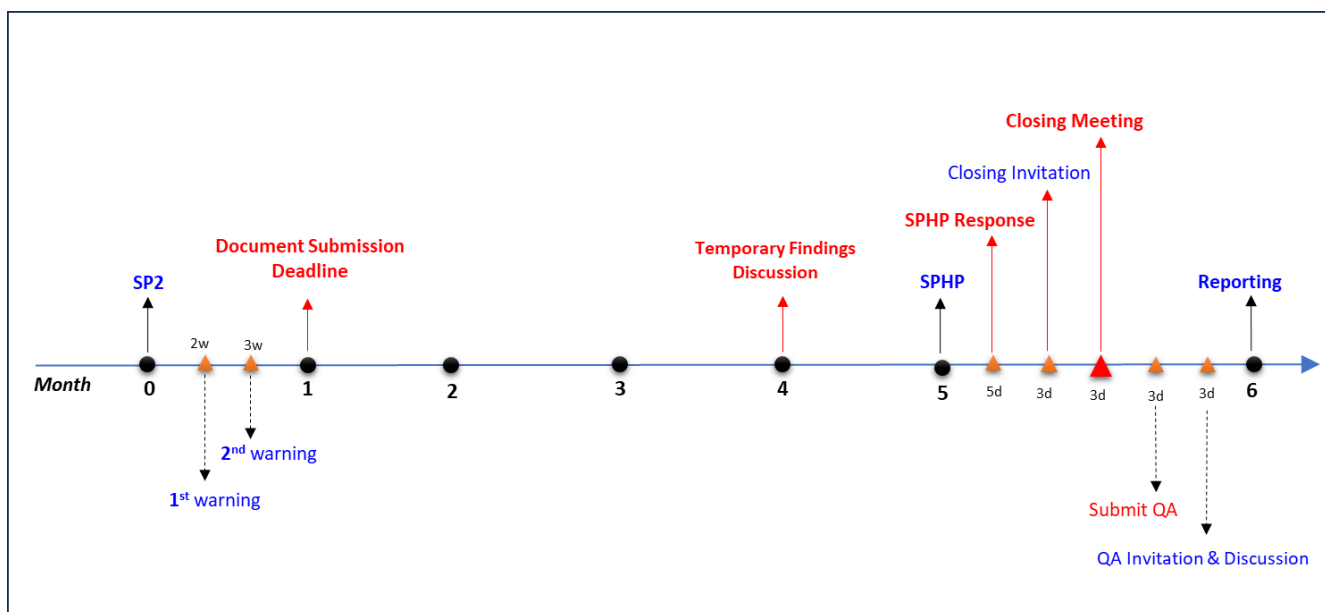 Closing Meeting
Closing Invitation
SPHP Response
Document Submission
Deadline
Temporary Findings
Discussion
SP2
SPHP
Reporting
2w
3w
Month
0
1
2
3
4
5
5d
3d
3d
3d
3d
6
2nd warning
1st warning
Submit QA
QA Invitation & Discussion